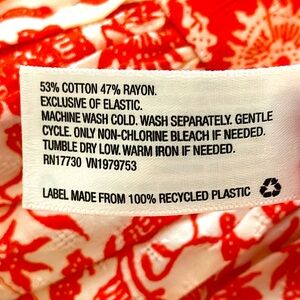 53% COTTON 47% RAYON.
EXCLUSIVE OF ELASTIC.
MACHINE WASH COLD. WASH SEPARATELY. GENTLE
CYCLE. ONLY NON-CHLORINE BLEACH IF NEEDED.
TUMBLE DRY LOW. WARM IRON IF NEEDED.
RN17730 VN1979753
LABEL MADE FROM 100% RECYCLED PLASTIC